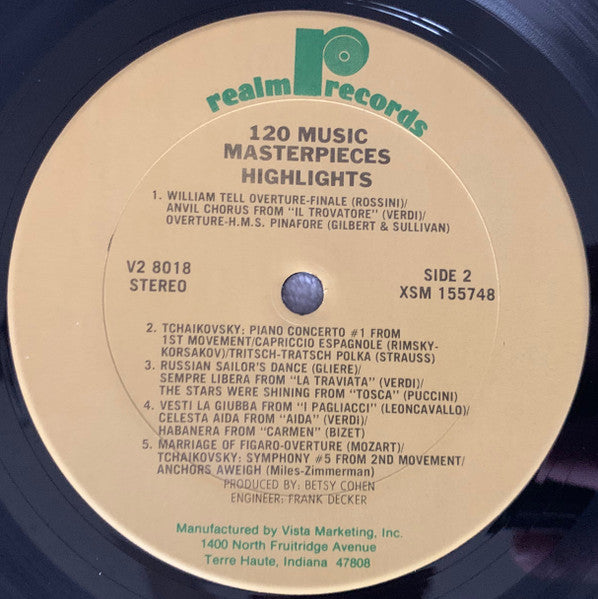 realm records
120 MUSIC
MASTERPIECES
HIGHLIGHTS
1. WILLIAM TELL OVERTURE-FINALE (ROSSINI)/
ANVIL CHORUS FROM "IL TROVATORE" (VERDI)/
OVERTURE-H.M.S. PINAFORE (GILBERT & SULLIVAN)
V2 8018
STEREO
SIDE 2
XSM 155748
2. TCHAIKOVSKY: PIANO CONCERTO #1 FROM
1ST MOVEMENT/CAPRICCIO ESPAGNOLE (RIMSKY-
KORSAKOV)/TRITSCH-TRATSCH POLKA (STRAUSS)
3. RUSSIAN SAILOR'S DANCE (GLIERE)/
SEMPRE LIBERA FROM "LA TRAVIATA" (VERDI)/
THE STARS WERE SHINING FROM "TOSCA" (PUCCINI)
4. VESTI LA GIUBBA FROM "I PAGLIACCI" (LEONCAVALLO)/
CELESTA AIDA FROM "AIDA" (VERDI)/
HABANERA FROM "CARMEN" (BIZET)
5. MARRIAGE OF FIGARO-OVERTURE (MOZART)/
TCHAIKOVSKY: SYMPHONY #5 FROM 2ND MOVEMENT/
ANCHORS AWEIGH (Miles-Zimmerman)
PRODUCED BY: BETSY COHEN
ENGINEER: FRANK DECKER
Manufactured by Vista Marketing, Inc.
1400 North Fruitridge Avenue
Terre Haute, Indiana 47808